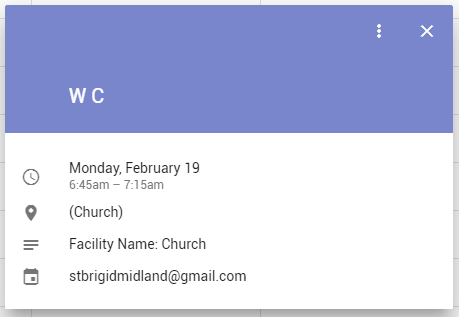 W C
Monday, February 19
6:45am – 7:15am
(Church)
Facility Name: Church
stbrigidmidland@gmail.com